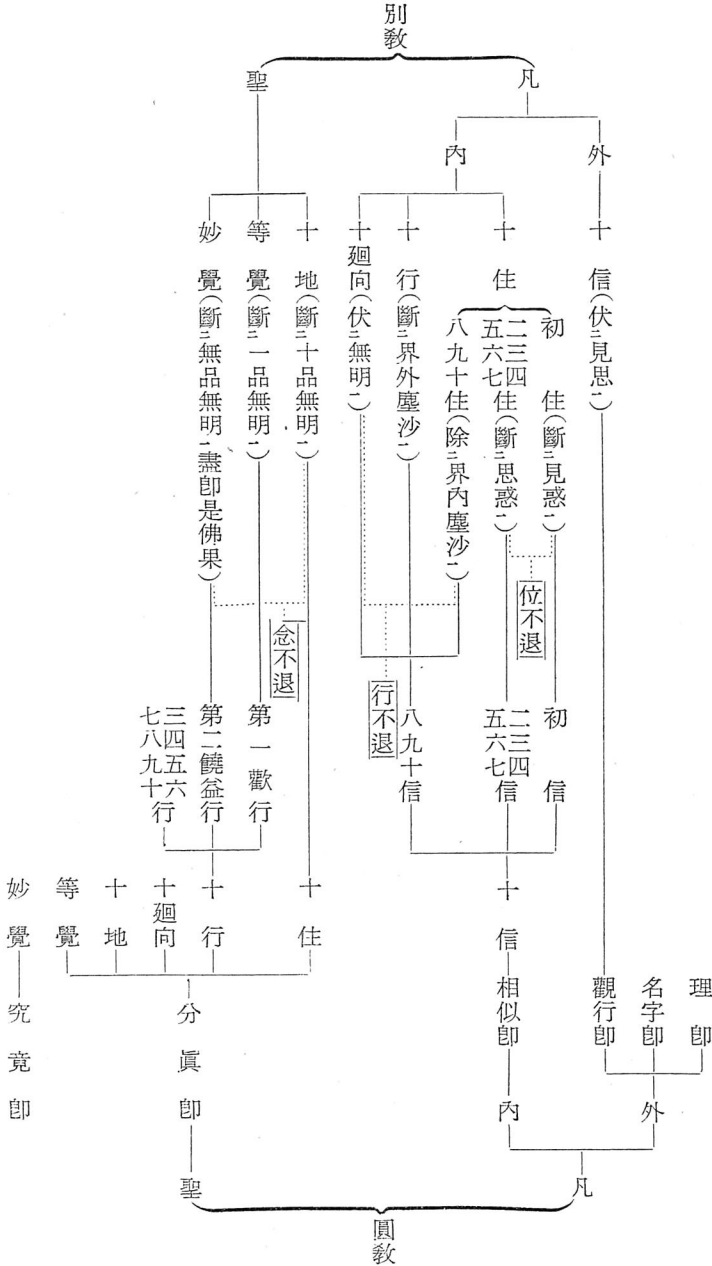 別教
凡
聖
外
內
十信(伏㆓見思㆒)
十住
初住(斷㆓見惑㆒)
二三四五六七住(斷㆓思惑㆒)
八九十住(除㆓界內塵沙㆒)
十行(斷㆓界外塵沙㆒)
十廻向(伏㆓無明㆒)
十地(斷㆓十品無明㆒)
等覺(斷㆓一品無明㆒)
妙覺(斷㆓無品無明㆒盡卽是佛果)
位不退
行不退
念不退
初信
二三四五六七信
八九十信
第一歡行
第二饒益行
三四五六七八九十行
十信
十住
十行
十廻向
十地
等覺
妙覺
理卽
名字卽
觀行卽
相似卽
分眞卽
究竟卽
外
內
凡
聖
圓教